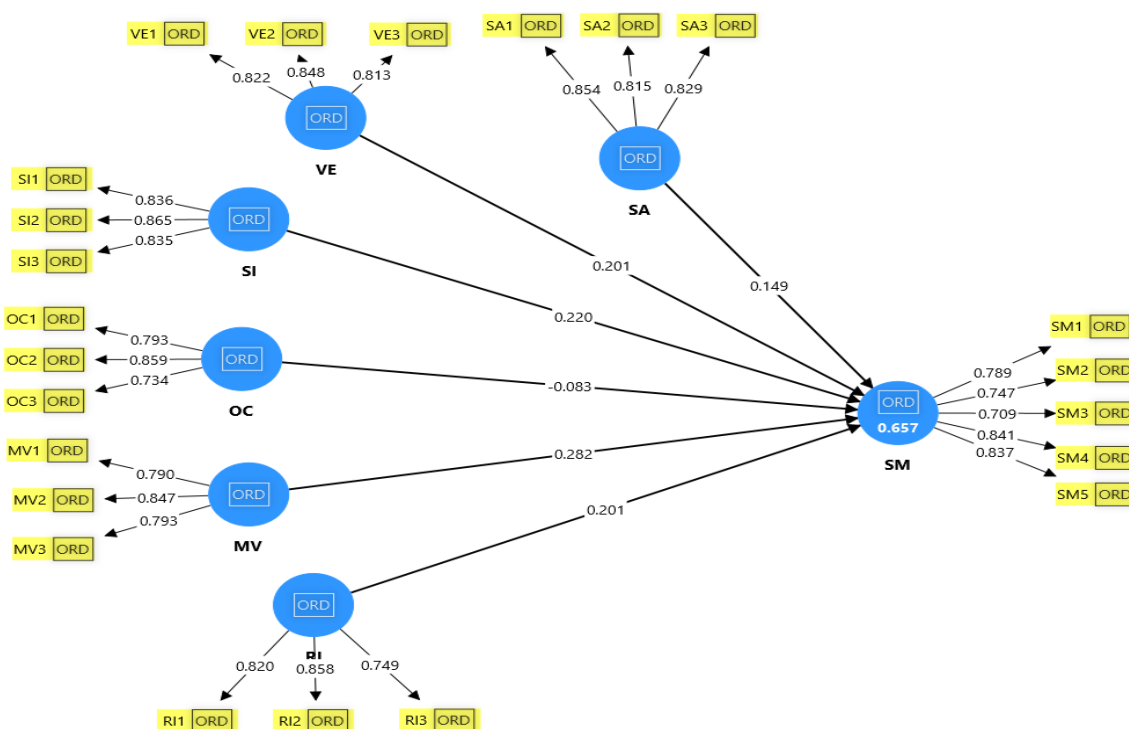 VE1 ORD
VE2 ORD
VE3 ORD
0.822
0.848
0.813
ORD
VE
SA1 ORD
SA2 ORD
SA3 ORD
0.854
0.815
0.829
ORD
SA
SI1 ORD
SI2 ORD
SI3 ORD
0.836
0.865
0.835
ORD
SI
OC1 ORD
OC2 ORD
OC3 ORD
0.793
0.859
0.734
ORD
OC
MV1 ORD
MV2 ORD
MV3 ORD
0.790
0.847
0.793
ORD
MV
ORD
RI
0.820
0.858
0.749
RI1 ORD
RI2 ORD
RI3 ORD
0.201
0.149
0.220
-0.083
0.282
0.201
ORD
0.657
SM
0.789
0.747
0.709
0.841
0.837
SM1 ORD
SM2 ORD
SM3 ORD
SM4 ORD
SM5 ORD